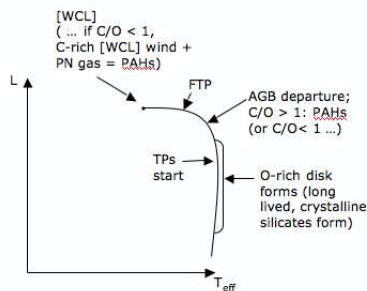 [WCL]
( ... if C/O < 1,
C-rich [WCL] wind +
PN gas = PAHs)
L
FTP
AGB departure;
C/O > 1: PAHs
(or C/O< 1 ...)
TPs
start
O-rich disk
forms (long
lived, crystalline
silicates form)
Teff